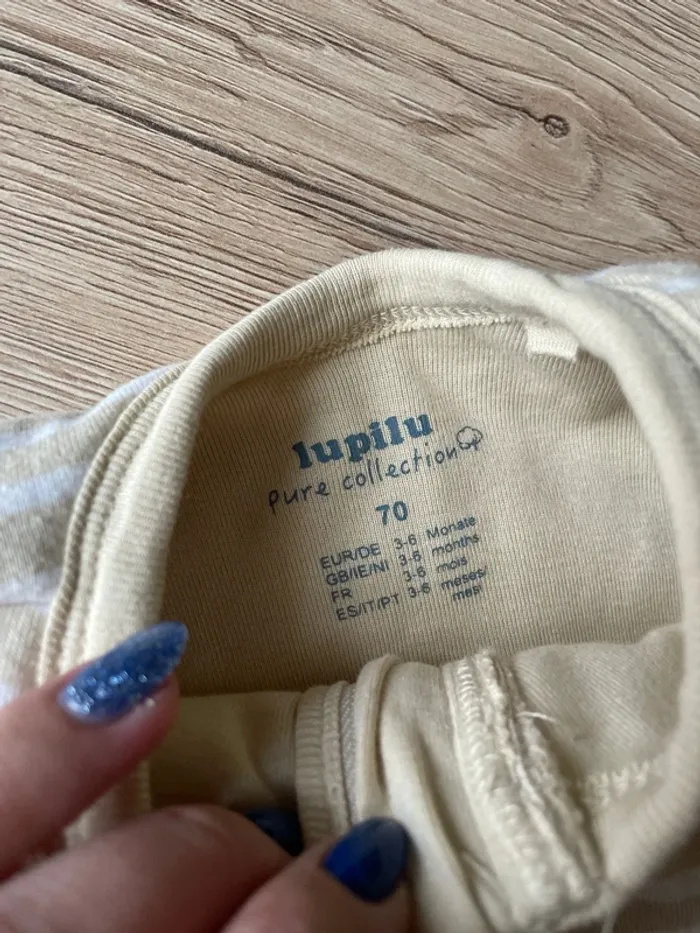 lupilu
pure collection
70
EUR/DE 3-6 Monate
GB/IE/NI 3-6 months
FR 3-6 mois
ES/IT/PT 3-6 meses/
mesi